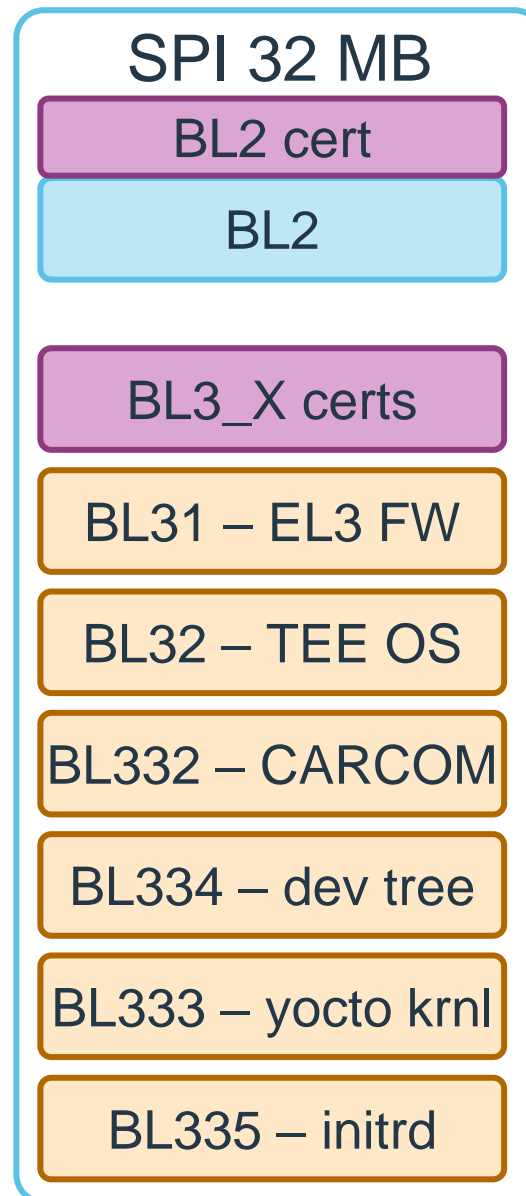 SPI 32 MB
BL2 cert
BL2
BL3_X certs
BL31 – EL3 FW
BL32 – TEE OS
BL332 – CARCOM
BL334 – dev tree
BL333 – yocto krnl
BL335 – initrd